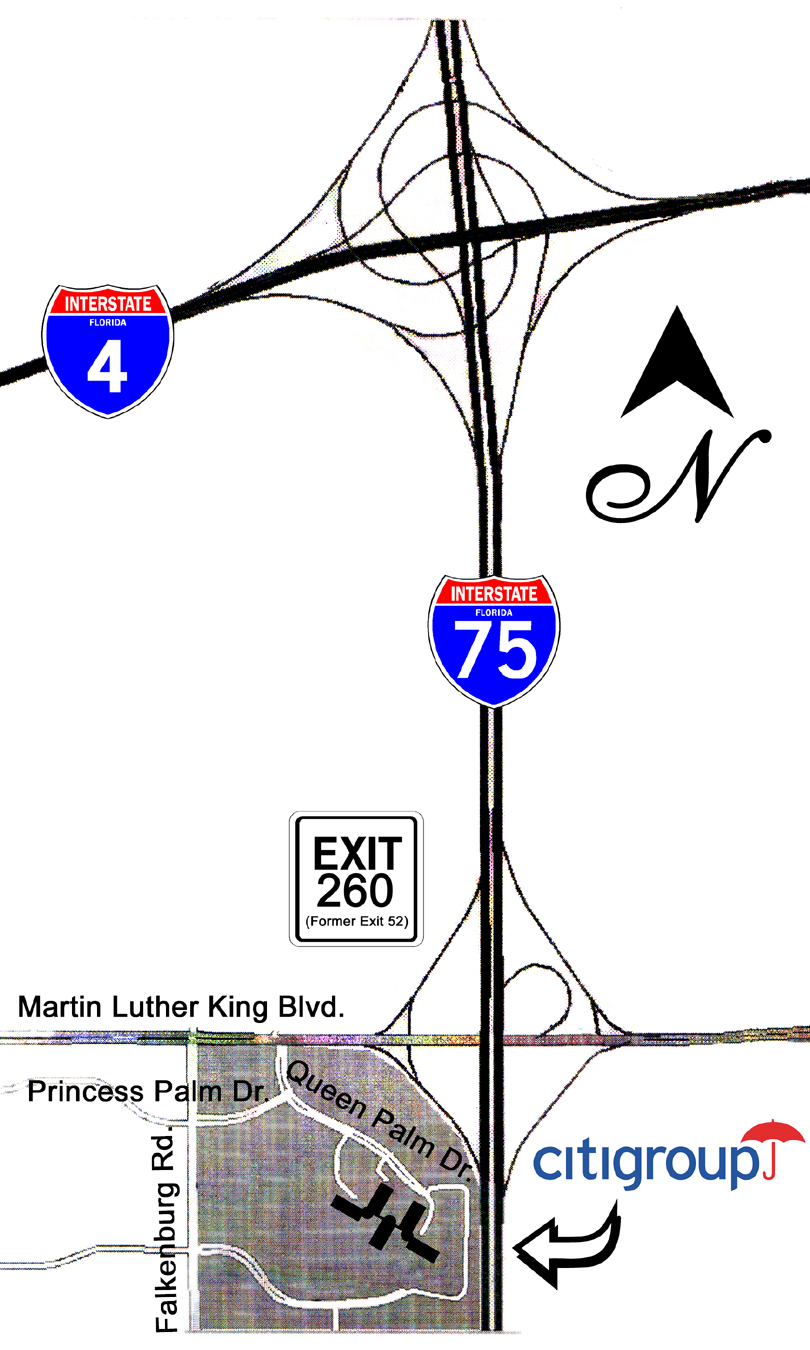 INTERSTATE
FLORIDA
4
N
INTERSTATE
FLORIDA
75
EXIT
260
(Former Exit 52)
Martin Luther King Blvd.
Princess Palm Dr.
Queen Palm Dr.
Falkenburg Rd.
citigroup